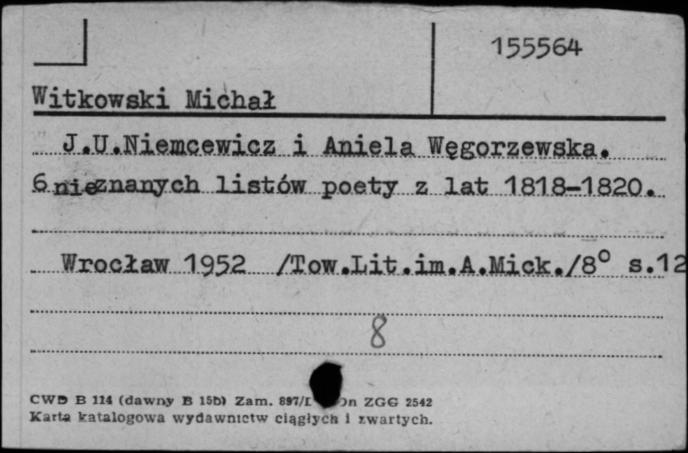 155564
Witkowski Michał
J.U.Niemcewicz i Aniela Węgorzewska.
6 nieznanych listów poety z lat 1818-1820.
Wrocław 1952 /Tow.Lit.im.A.Mick./8° s.12
8
CWD B 114 (dawny B 15b) Zam. 897/ ZGG 2542
Karta katalogowa wydawnictw ciągłych i zwartych.